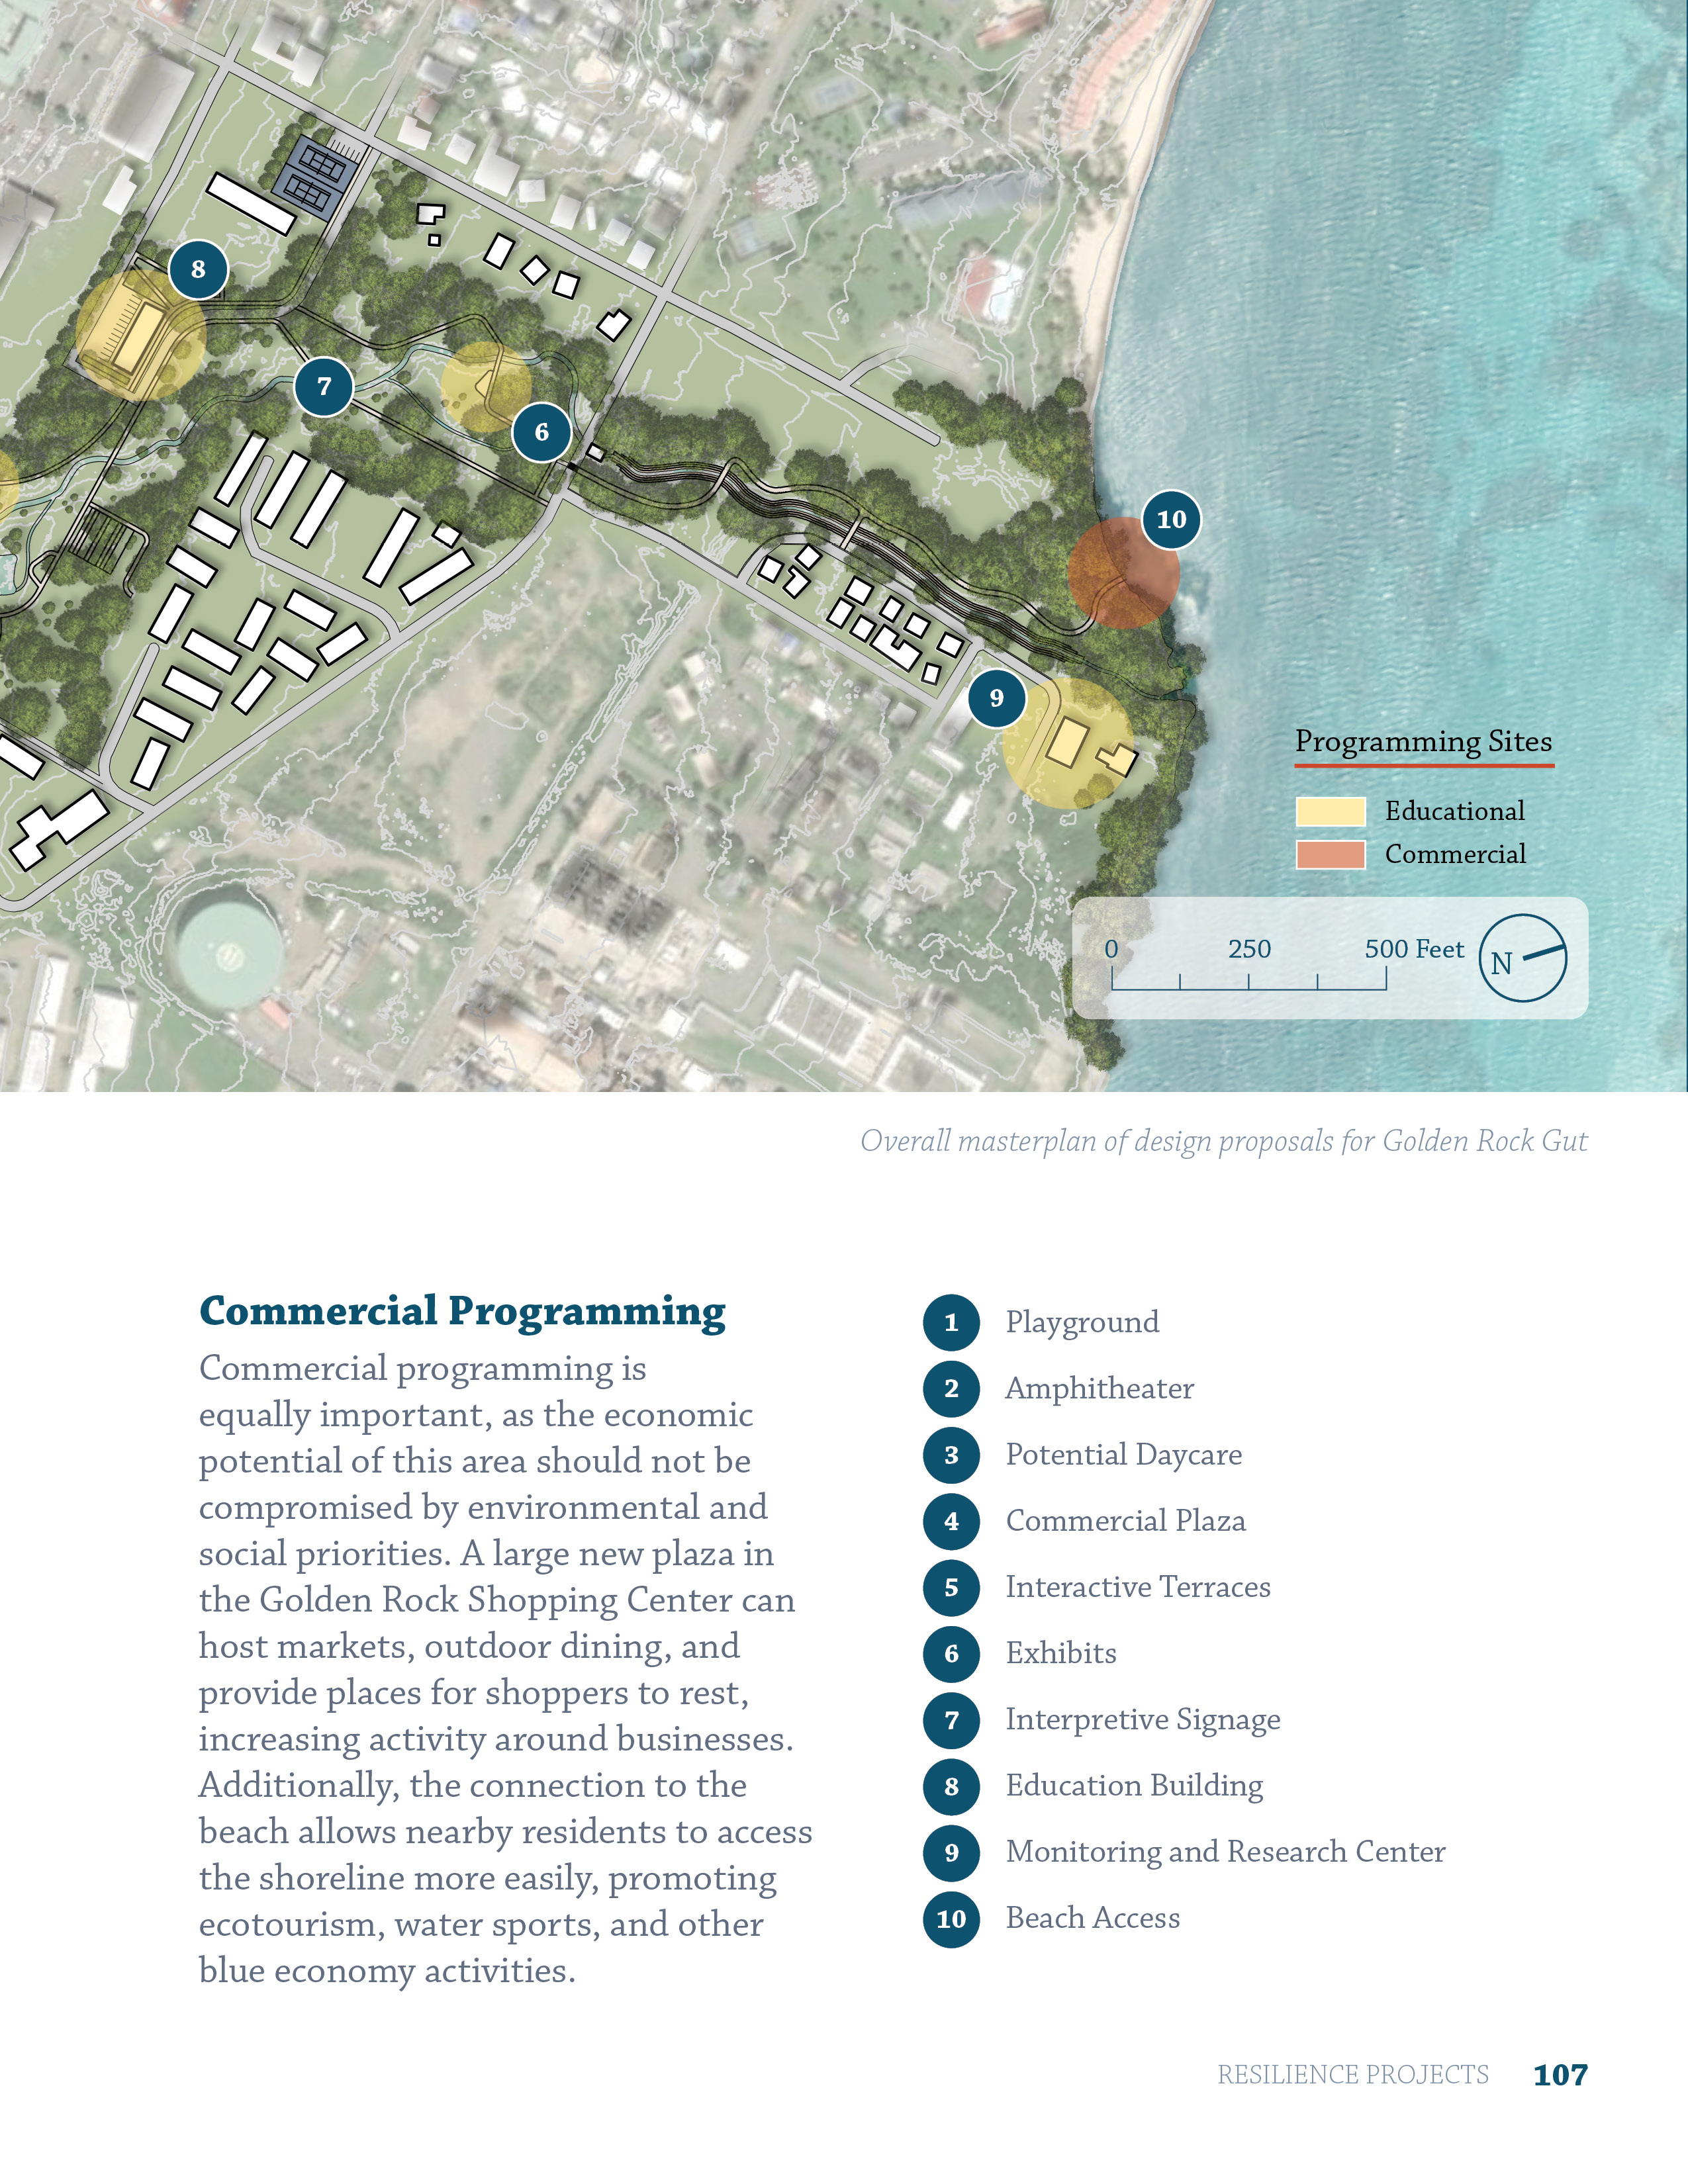 8
7
6
10
9
Programming Sites
Educational
Commercial
0 250 500 Feet N
Overall masterplan of design proposals for Golden Rock Gut
Commercial Programming
Commercial programming is
equally important, as the economic
potential of this area should not be
compromised by environmental and
social priorities. A large new plaza in
the Golden Rock Shopping Center can
host markets, outdoor dining, and
provide places for shoppers to rest,
increasing activity around businesses.
Additionally, the connection to the
beach allows nearby residents to access
the shoreline more easily, promoting
ecotourism, water sports, and other
blue economy activities.
1 Playground
2 Amphitheater
3 Potential Daycare
4 Commercial Plaza
5 Interactive Terraces
6 Exhibits
7 Interpretive Signage
8 Education Building
9 Monitoring and Research Center
10 Beach Access
RESILIENCE PROJECTS 107